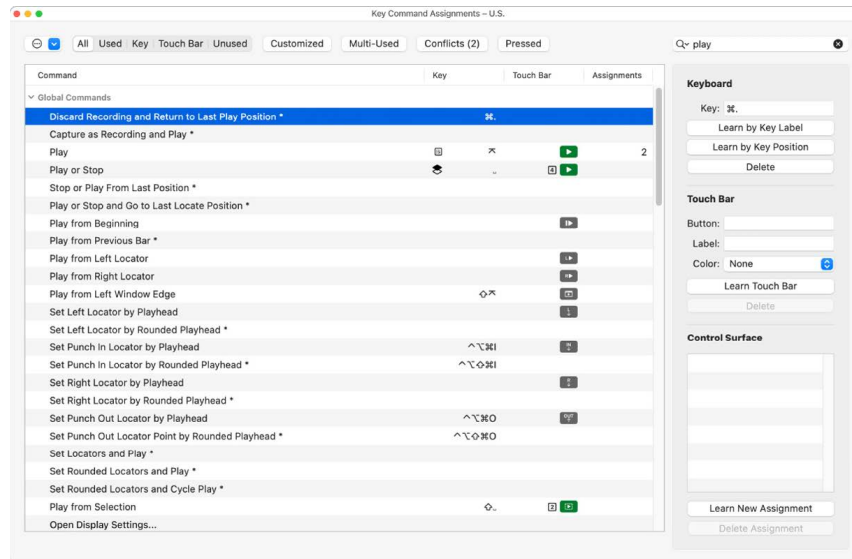 Key Command Assignments – U.S.
All Used Key Touch Bar Unused Customized Multi-Used Conflicts (2) Pressed play
Command Key Touch Bar Assignments
Global Commands
Discard Recording and Return to Last Play Position * ⌘.
Capture as Recording and Play *
Play ⌅ 2
Play or Stop .. 4
Stop or Play From Last Position *
Play or Stop and Go to Last Locate Position *
Play from Beginning
Play from Previous Bar *
Play from Left Locator
Play from Right Locator
Play from Left Window Edge ⇧⌅
Set Left Locator by Playhead
Set Left Locator by Rounded Playhead *
Set Punch In Locator by Playhead ^⌥⌘I IN
Set Punch In Locator by Rounded Playhead * ^⌥⇧⌘I
Set Right Locator by Playhead
Set Right Locator by Rounded Playhead *
Set Punch Out Locator by Playhead ^⌥⌘O OUT
Set Punch Out Locator Point by Rounded Playhead * ^⌥⇧⌘O
Set Locators and Play *
Set Rounded Locators and Play *
Set Rounded Locators and Cycle Play *
Play from Selection ⇧.. 2
Open Display Settings...
Keyboard
Key: ⌘.
Learn by Key Label
Learn by Key Position
Delete
Touch Bar
Button:
Label:
Color: None
Learn Touch Bar
Delete
Control Surface
Learn New Assignment
Delete Assignment